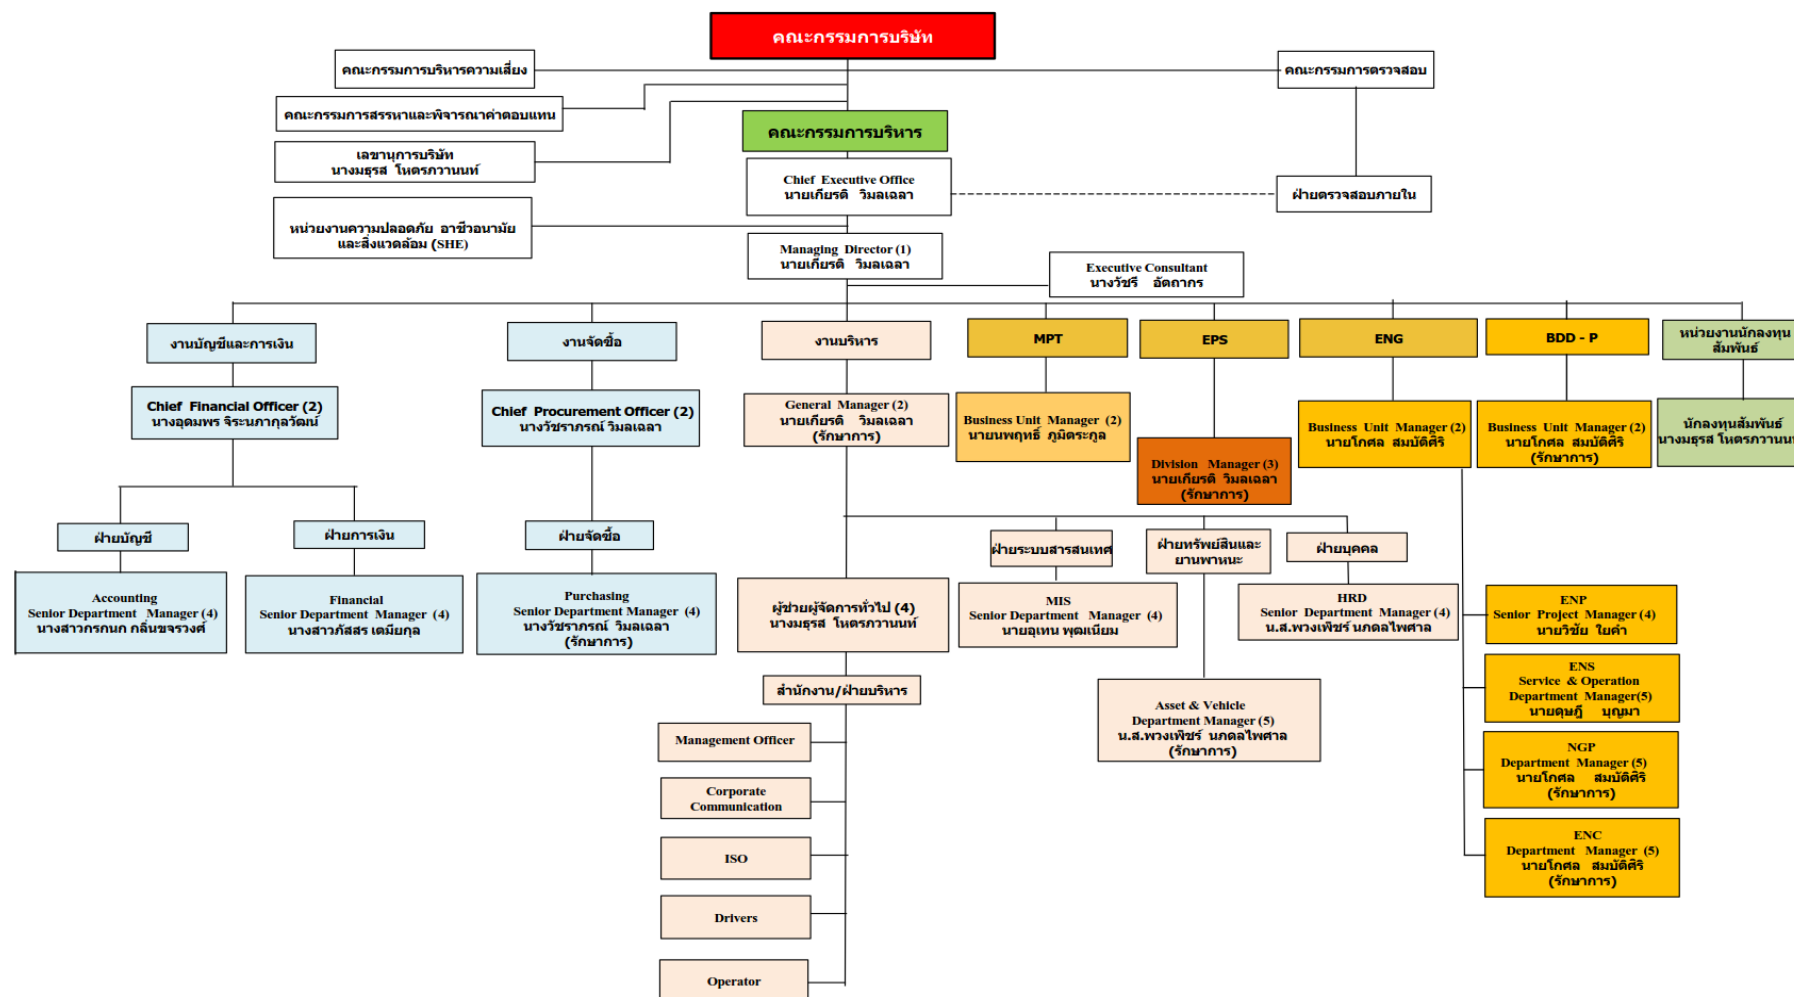 คณะกรรมการบริษัท
คณะกรรมการบริหารความเสี่ยง
คณะกรรมการตรวจสอบ
คณะกรรมการสรรหาและพิจารณาค่าตอบแทน
คณะกรรมการบริหาร
เลขานุการบริษัท
นางมธุรส โหตรภวานนท์
Chief Executive Office
นายเกียรติ วิมลเฉลา
ฝ่ายตรวจสอบภายใน
หน่วยงานความปลอดภัย อาชีวอนามัย
และสิ่งแวดล้อม (SHE)
Managing Director (1)
นายเกียรติ วิมลเฉลา
Executive Consultant
นางวัชรี อัตถากร
งานบัญชีและการเงิน
งานจัดซื้อ
งานบริหาร
MPT
EPS
ENG
BDD - P
หน่วยงานนักลงทุน
สัมพันธ์
Chief Financial Officer (2)
นางอุดมพร จิระนภากุลวัฒน์
Chief Procurement Officer (2)
นางวัชราภรณ์ วิมลเฉลา
General Manager (2)
นายเกียรติ วิมลเฉลา
(รักษาการ)
Business Unit Manager (2)
นายนพฤทธิ์ ภูมิตระกูล
Division Manager (3)
นายเกียรติ วิมลเฉลา
(รักษาการ)
Business Unit Manager (2)
นายโกศล สมบัติศิริ
Business Unit Manager (2)
นายโกศล สมบัติศิริ
(รักษาการ)
นักลงทุนสัมพันธ์
นางมธุรส โหตรภวานนท์
ฝ่ายบัญชี
ฝ่ายการเงิน
ฝ่ายจัดซื้อ
ฝ่ายระบบสารสนเทศ
ฝ่ายทรัพย์สินและ
ยานพาหนะ
ฝ่ายบุคคล
Accounting
Senior Department Manager (4)
นางสาวกรกนก กลิ่นขจรวงศ์
Financial
Senior Department Manager (4)
นางสาวภัสสร เตมียกุล
Purchasing
Senior Department Manager (4)
นางวัชราภรณ์ วิมลเฉลา
(รักษาการ)
ผู้ช่วยผู้จัดการทั่วไป (4)
นางมธุรส โหตรภวานนท์
MIS
Senior Department Manager (4)
นายอุเทน พุฒเนียม
HRD
Senior Department Manager (4)
น.ส.พวงเพ็ชร์ นภดลไพศาล
ENP
Senior Project Manager (4)
นายวิชัย ใยคำ
ENS
Service & Operation
Department Manager(5)
นายดุษฎี บุญมา
สำนักงาน/ฝ่ายบริหาร
Asset & Vehicle
Department Manager (5)
น.ส.พวงเพ็ชร์ นภดลไพศาล
(รักษาการ)
NGP
Department Manager (5)
นายโกศล สมบัติศิริ
(รักษาการ)
ENC
Department Manager (5)
นายโกศล สมบัติศิริ
(รักษาการ)
Management Officer
Corporate
Communication
ISO
Drivers
Operator